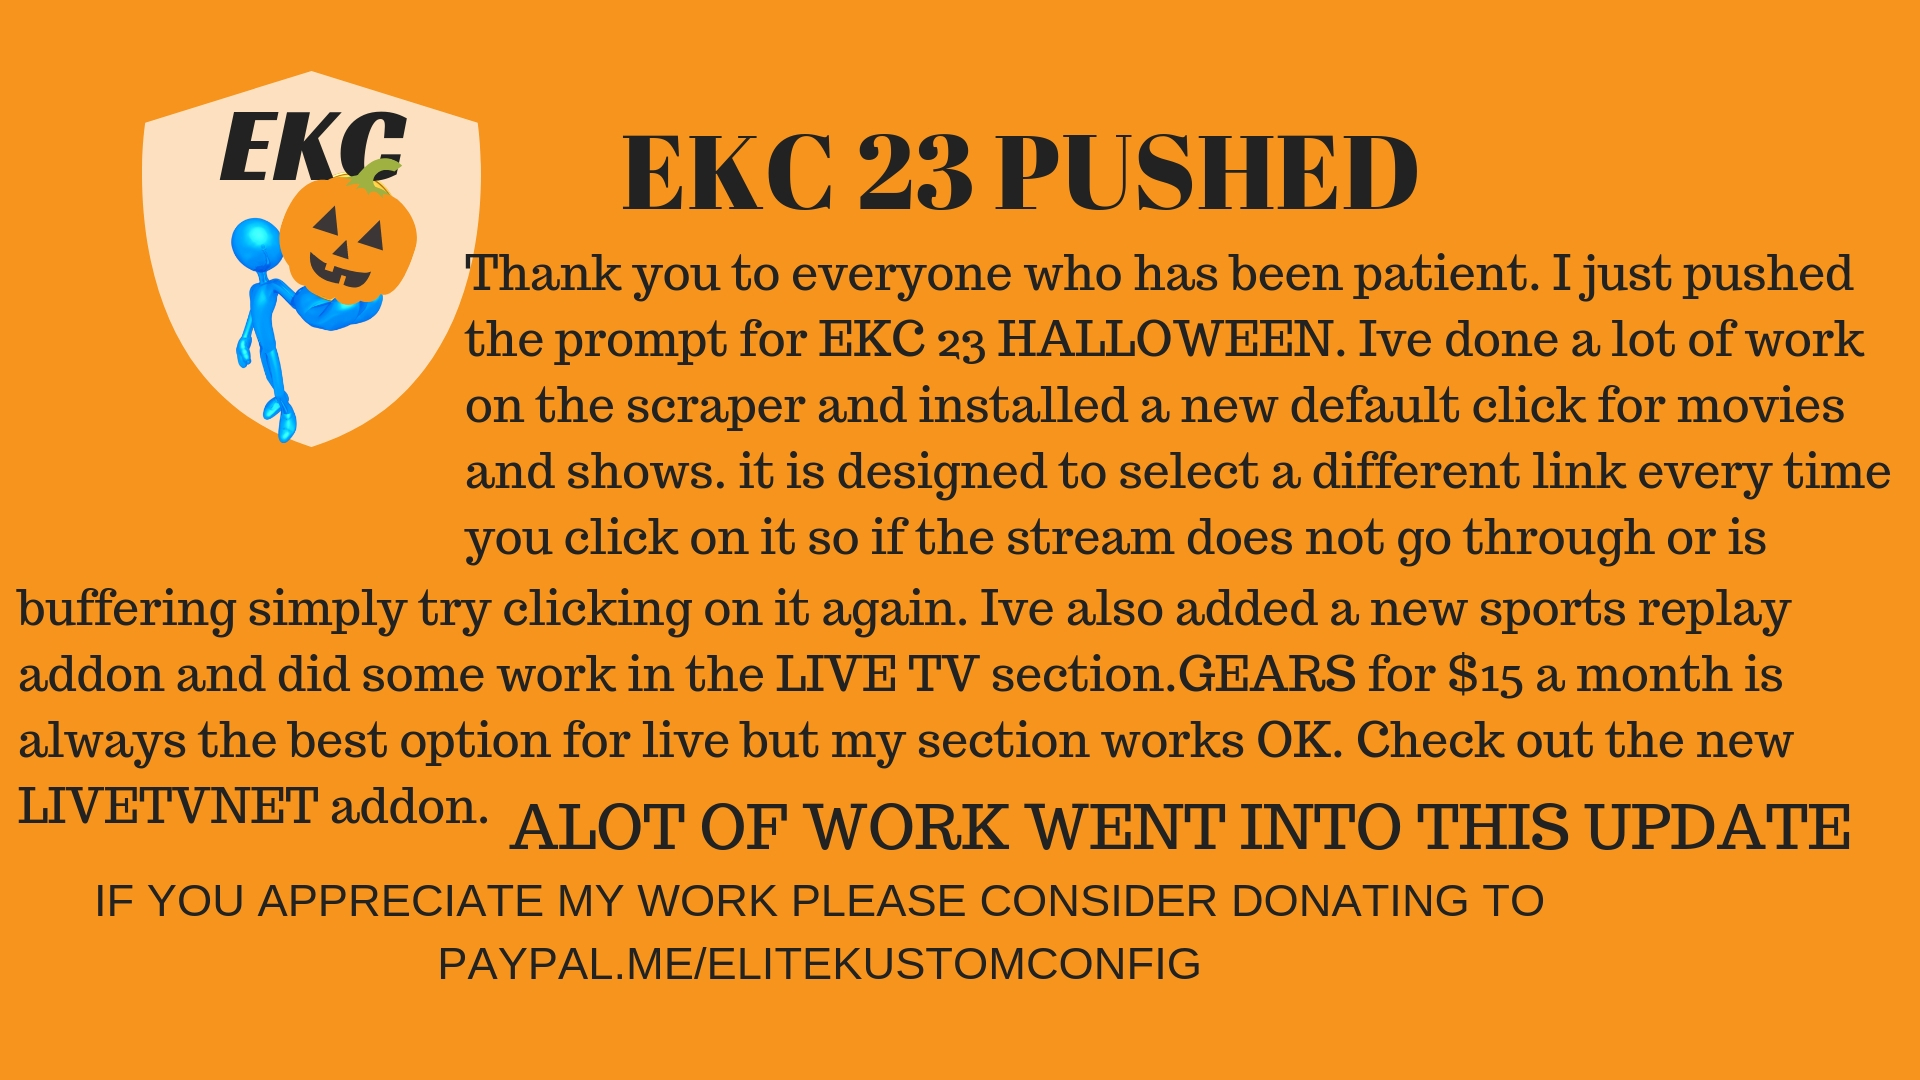 EKC
EKC 23 PUSHED
Thank you to everyone who has been patient. I just pushed
the prompt for EKC 23 HALLOWEEN. Ive done a lot of work
on the scraper and installed a new default click for movies
and shows. it is designed to select a different link every time
you click on it so if the stream does not go through or is
buffering simply try clicking on it again. Ive also added a new sports replay
addon and did some work in the LIVE TV section.GEARS for $15 a month is
always the best option for live but my section works OK. Check out the new
LIVETVNET addon.
ALOT OF WORK WENT INTO THIS UPDATE
IF YOU APPRECIATE MY WORK PLEASE CONSIDER DONATING TO
PAYPAL.ME/ELITEKUSTOMCONFIG